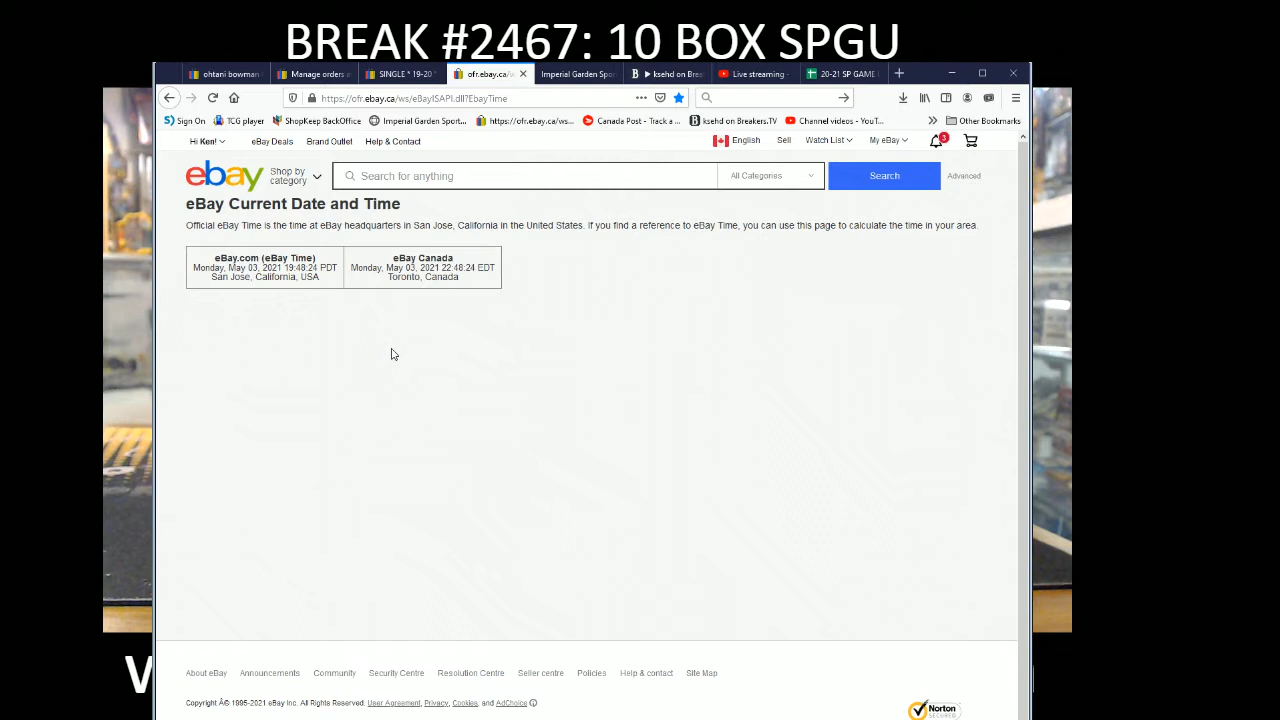 BREAK #2467: 10 BOX SPGU
ohtani bowman
Manage orders
SINGLE * 19-20
ofr.ebay.ca/
Imperial Garden Spo
B ▶ ksehd on Brea
Live streaming -
20-21 SP GAME
https://ofr.ebay.ca/ws/eBayISAPI.dll?EbayTime
Sign On
TCG player
ShopKeep BackOffice
Imperial Garden Sport...
https://ofr.ebay.ca/ws...
Canada Post - Track a ...
ksehd on Breakers.TV
Channel videos - YouT...
Other Bookmarks
Hi Ken!
eBay Deals
Brand Outlet
Help & Contact
English
Sell
Watch List
My eBay
3
ebay
Shop by
category
Search for anything
All Categories
Search
Advanced
eBay Current Date and Time
Official eBay Time is the time at eBay headquarters in San Jose, California in the United States. If you find a reference to eBay Time, you can use this page to calculate the time in your area.
eBay.com (eBay Time)
Monday, May 03, 2021 19:48:24 PDT
San Jose, California, USA
eBay Canada
Monday, May 03, 2021 22:48:24 EDT
Toronto, Canada
About eBay
Announcements
Community
Security Centre
Resolution Centre
Seller centre
Policies
Help & contact
Site Map
Copyright Â© 1995-2021 eBay Inc. All Rights Reserved. User Agreement, Privacy, Cookies, and AdChoice
Norton
SECURED